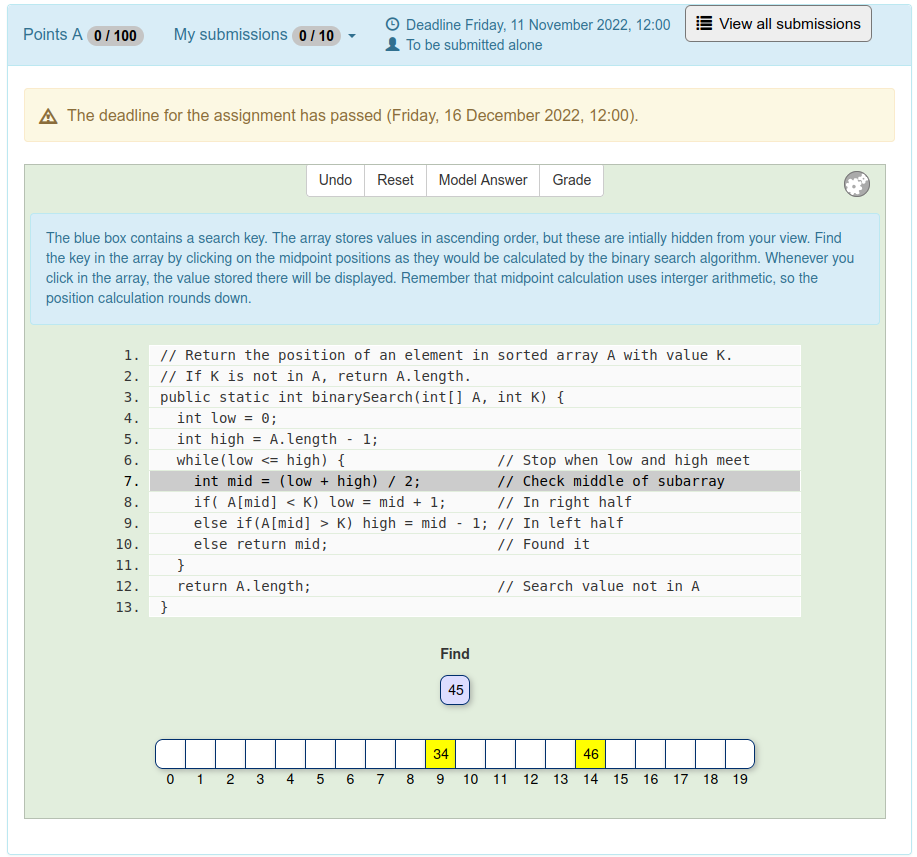 Points A 0 / 100 My submissions 0 / 10 Deadline Friday, 11 November 2022, 12:00 View all submissions
To be submitted alone
The deadline for the assignment has passed (Friday, 16 December 2022, 12:00).
Undo Reset Model Answer Grade
The blue box contains a search key. The array stores values in ascending order, but these are intially hidden from your view. Find
the key in the array by clicking on the midpoint positions as they would be calculated by the binary search algorithm. Whenever you
click in the array, the value stored there will be displayed. Remember that midpoint calculation uses interger arithmetic, so the
position calculation rounds down.
1. // Return the position of an element in sorted array A with value K.
2. // If K is not in A, return A.length.
3. public static int binarySearch(int[] A, int K) {
4. int low = 0;
5. int high = A.length - 1;
6. while(low <= high) { // Stop when low and high meet
7. int mid = (low + high) / 2; // Check middle of subarray
8. if( A[mid] < K) low = mid + 1; // In right half
9. else if(A[mid] > K) high = mid - 1; // In left half
10. else return mid; // Found it
11. }
12. return A.length; // Search value not in A
13. }
Find
45
34 46
0 1 2 3 4 5 6 7 8 9 10 11 12 13 14 15 16 17 18 19